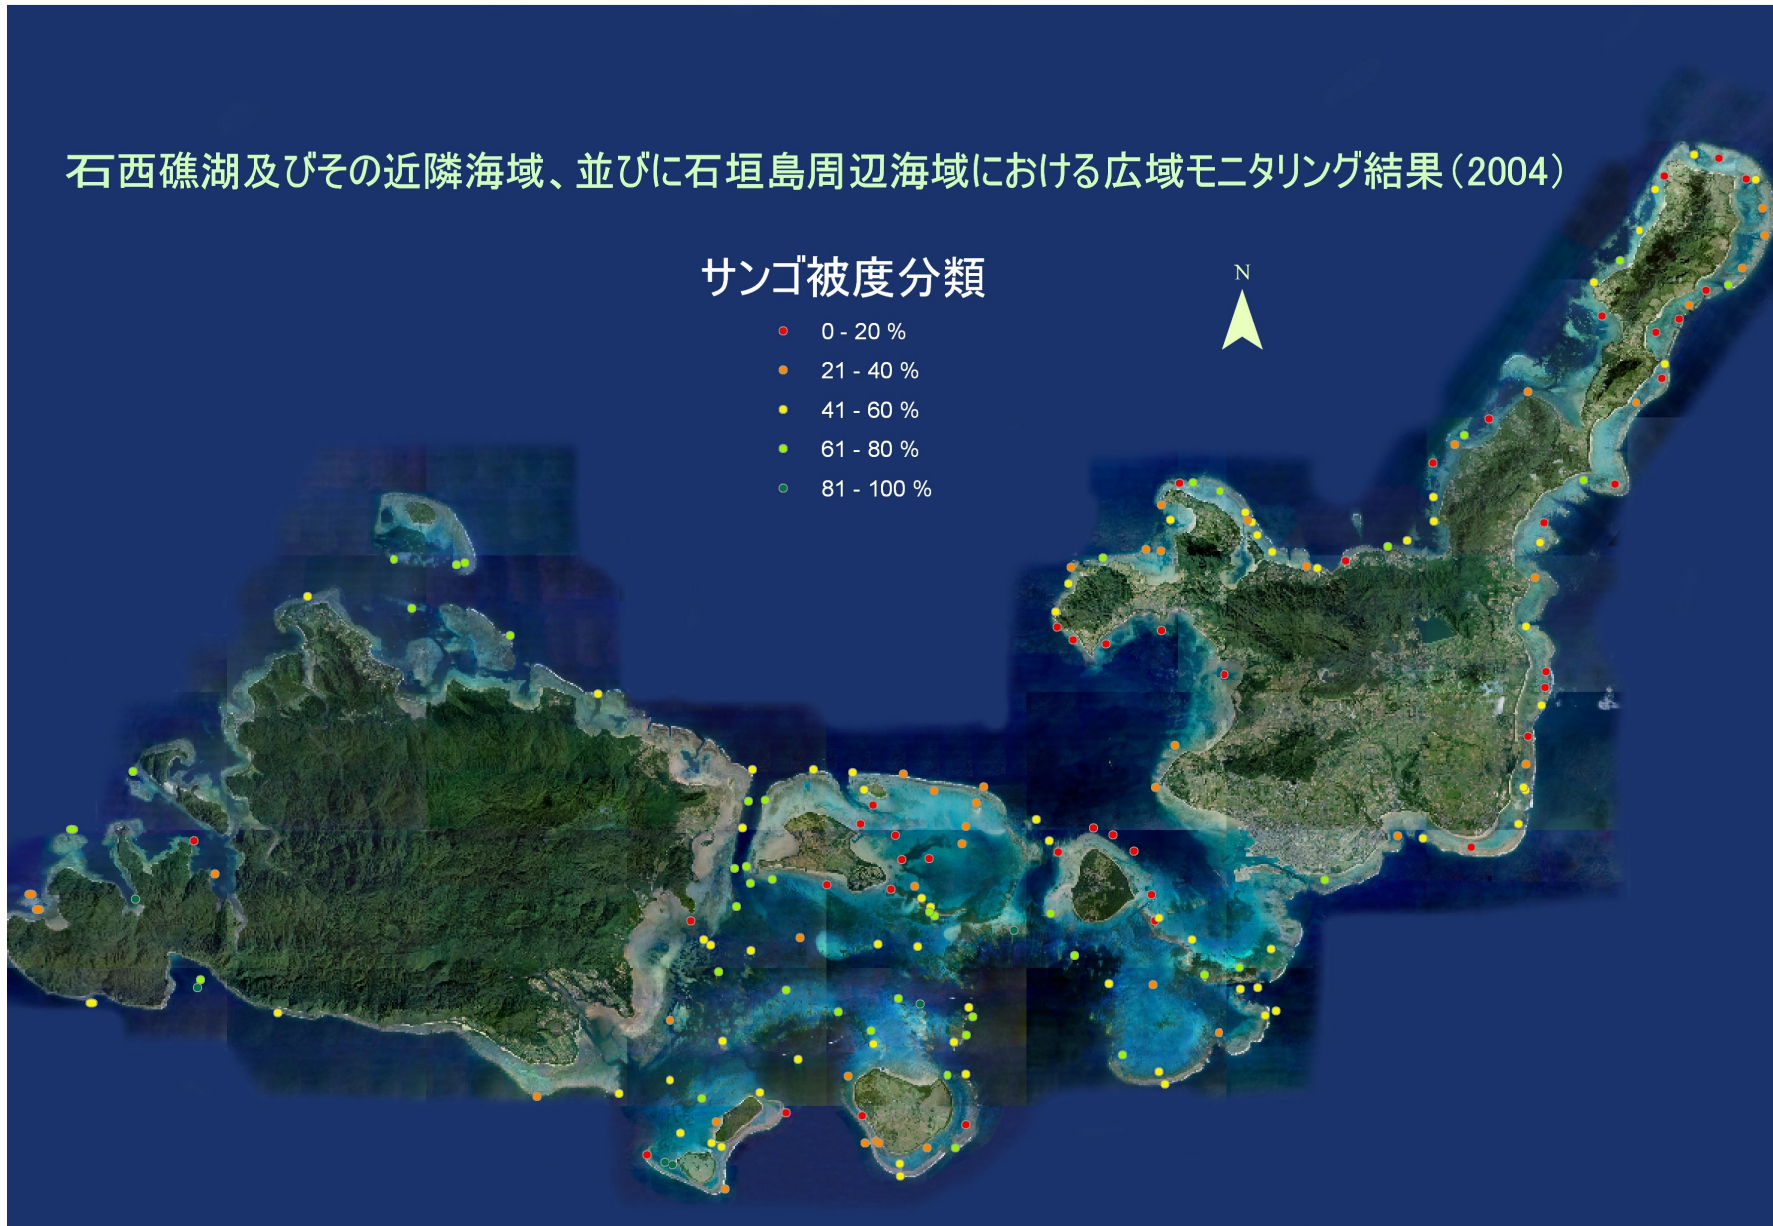 石西礁湖及びその近隣海域、並びに石垣島周辺海域における広域モニタリング結果(2004)
サンゴ被度分類
N
0 - 20 %
21 - 40 %
41 - 60 %
61 - 80 %
81 - 100 %